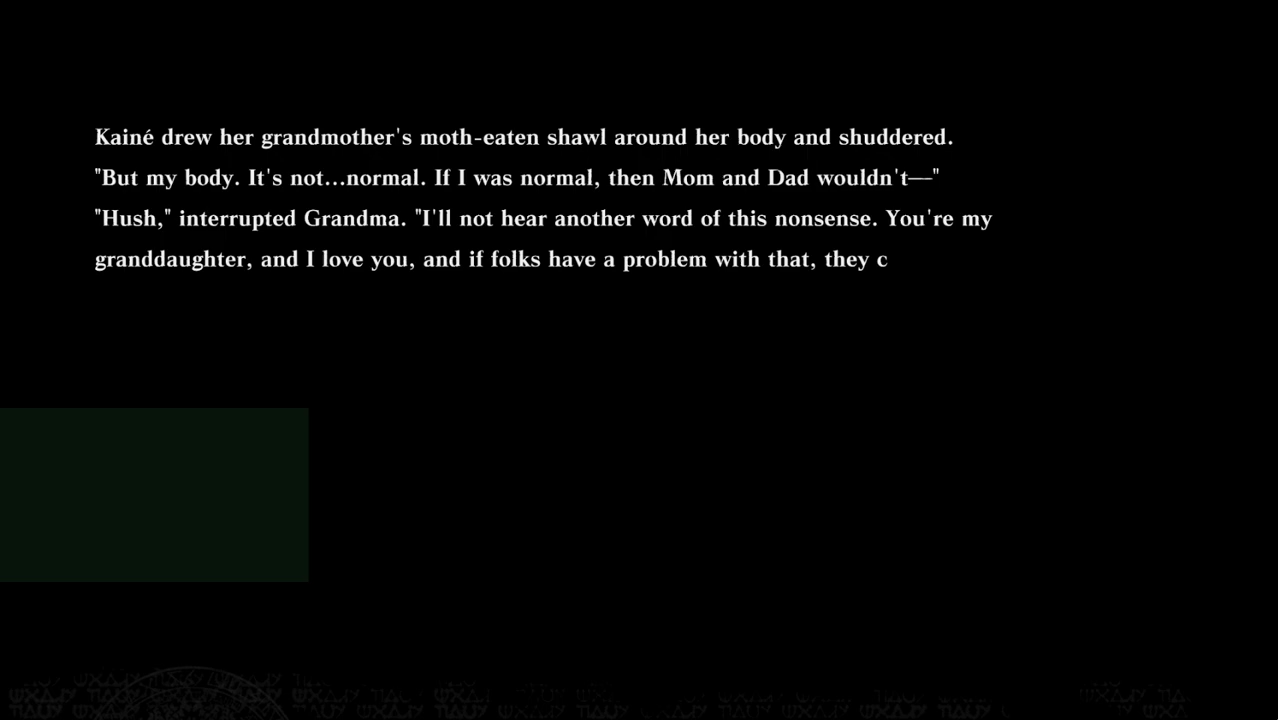 Kainé drew her grandmother's moth-eaten shawl around her body and shuddered.
"But my body. It's not...normal. If I was normal, then Mom and Dad wouldn't—"
"Hush," interrupted Grandma. "I'll not hear another word of this nonsense. You're my
granddaughter, and I love you, and if folks have a problem with that, they c